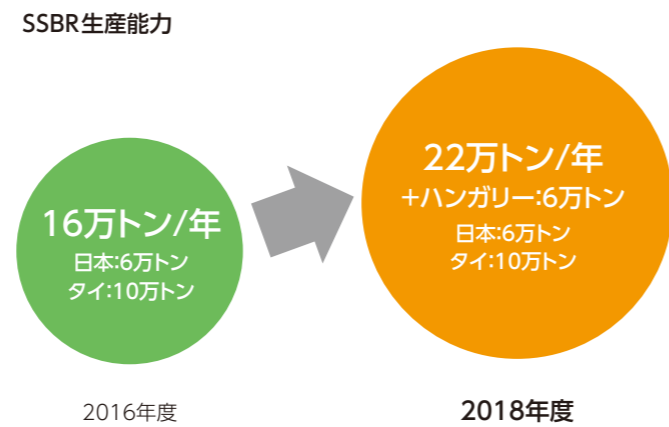 SSBR生産能力
16万トン/年
日本:6万トン
タイ:10万トン
2016年度
22万トン/年
+ハンガリー:6万トン
日本:6万トン
タイ:10万トン
2018年度